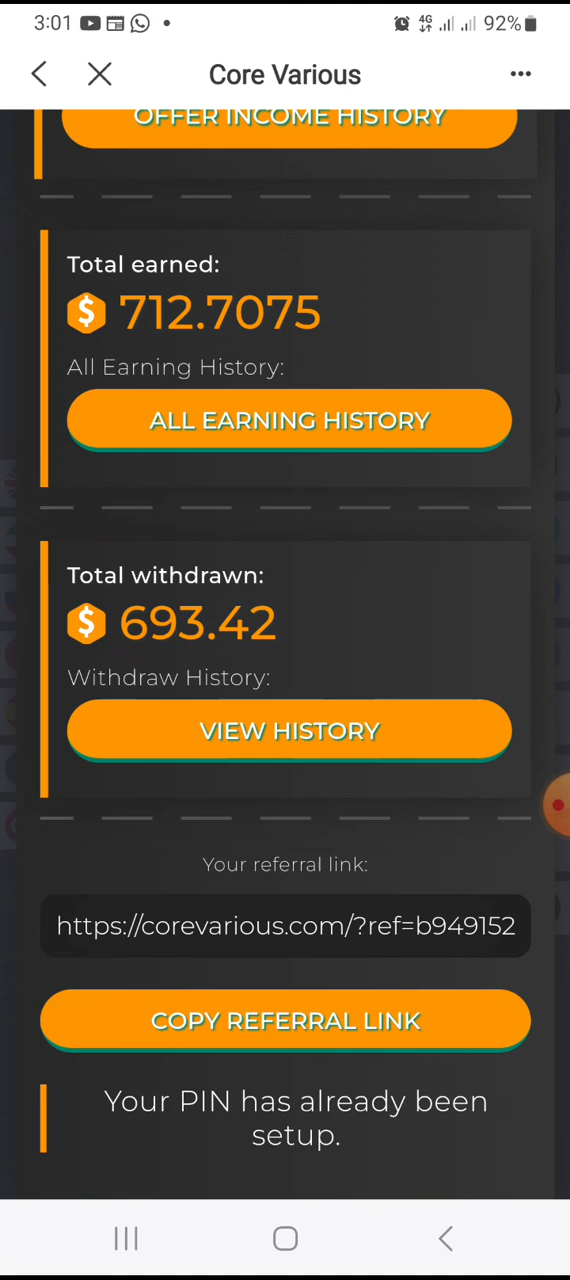 3:01 4G 92%
Core Various
OFFER INCOME HISTORY
Total earned:
$ 712.7075
All Earning History:
ALL EARNING HISTORY
Total withdrawn:
$ 693.42
Withdraw History:
VIEW HISTORY
Your referral link:
https://corevarious.com/?ref=b949152
COPY REFERRAL LINK
Your PIN has already been
setup.